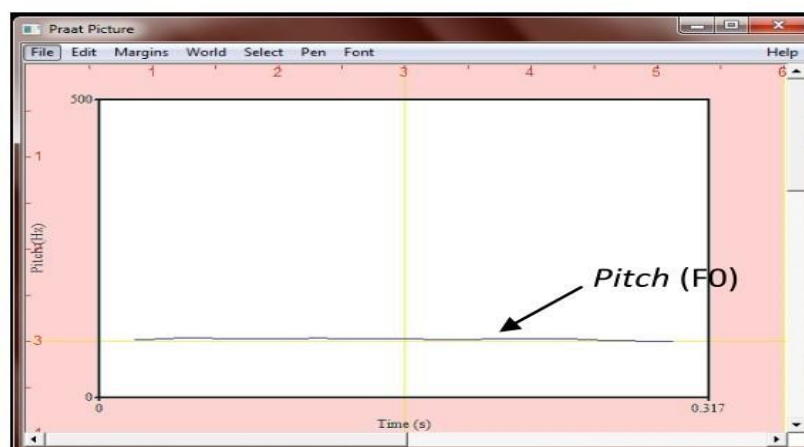 Praat Picture
File Edit Margins World Select Pen Font Help
1 2 3 4 5 6
500
1
Pitch (Hz)
Pitch (F0)
3
0
0 0.317
Time (s)
4